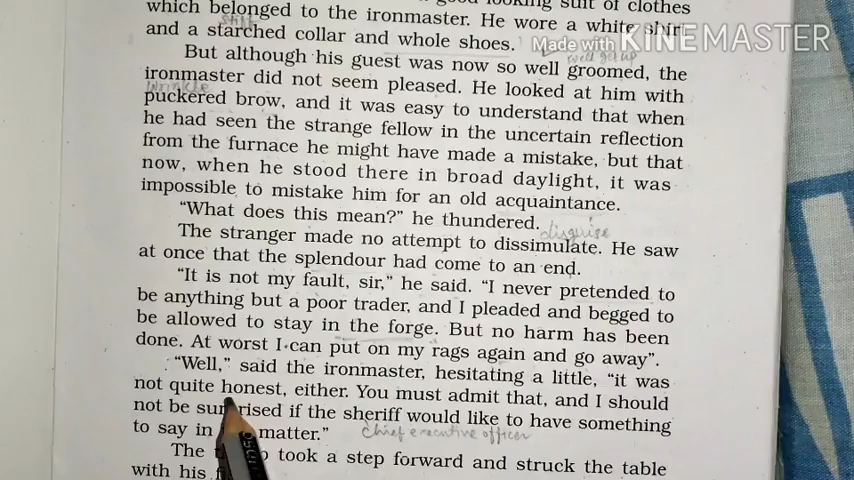 good looking suit of clothes
which belonged to the ironmaster. He wore a white shirt
stiff
and a starched collar and whole shoes.
Made with KINEMASTER
well get up
But although his guest was now so well groomed, the
ironmaster did not seem pleased. He looked at him with
wrinkle
puckered brow, and it was easy to understand that when
he had seen the strange fellow in the uncertain reflection
from the furnace he might have made a mistake, but that
now, when he stood there in broad daylight, it was
impossible to mistake him for an old acquaintance.
"What does this mean?" he thundered.
disguise
The stranger made no attempt to dissimulate. He saw
at once that the splendour had come to an end.
"It is not my fault, sir," he said. "I never pretended to
be anything but a poor trader, and I pleaded and begged to
be allowed to stay in the forge. But no harm has been
done. At worst I can put on my rags again and go away".
"Well," said the ironmaster, hesitating a little, "it was
not quite honest, either. You must admit that, and I should
not be surprised if the sheriff would like to have something
to say in matter."
Chief executive officer
The took a step forward and struck the table
with his